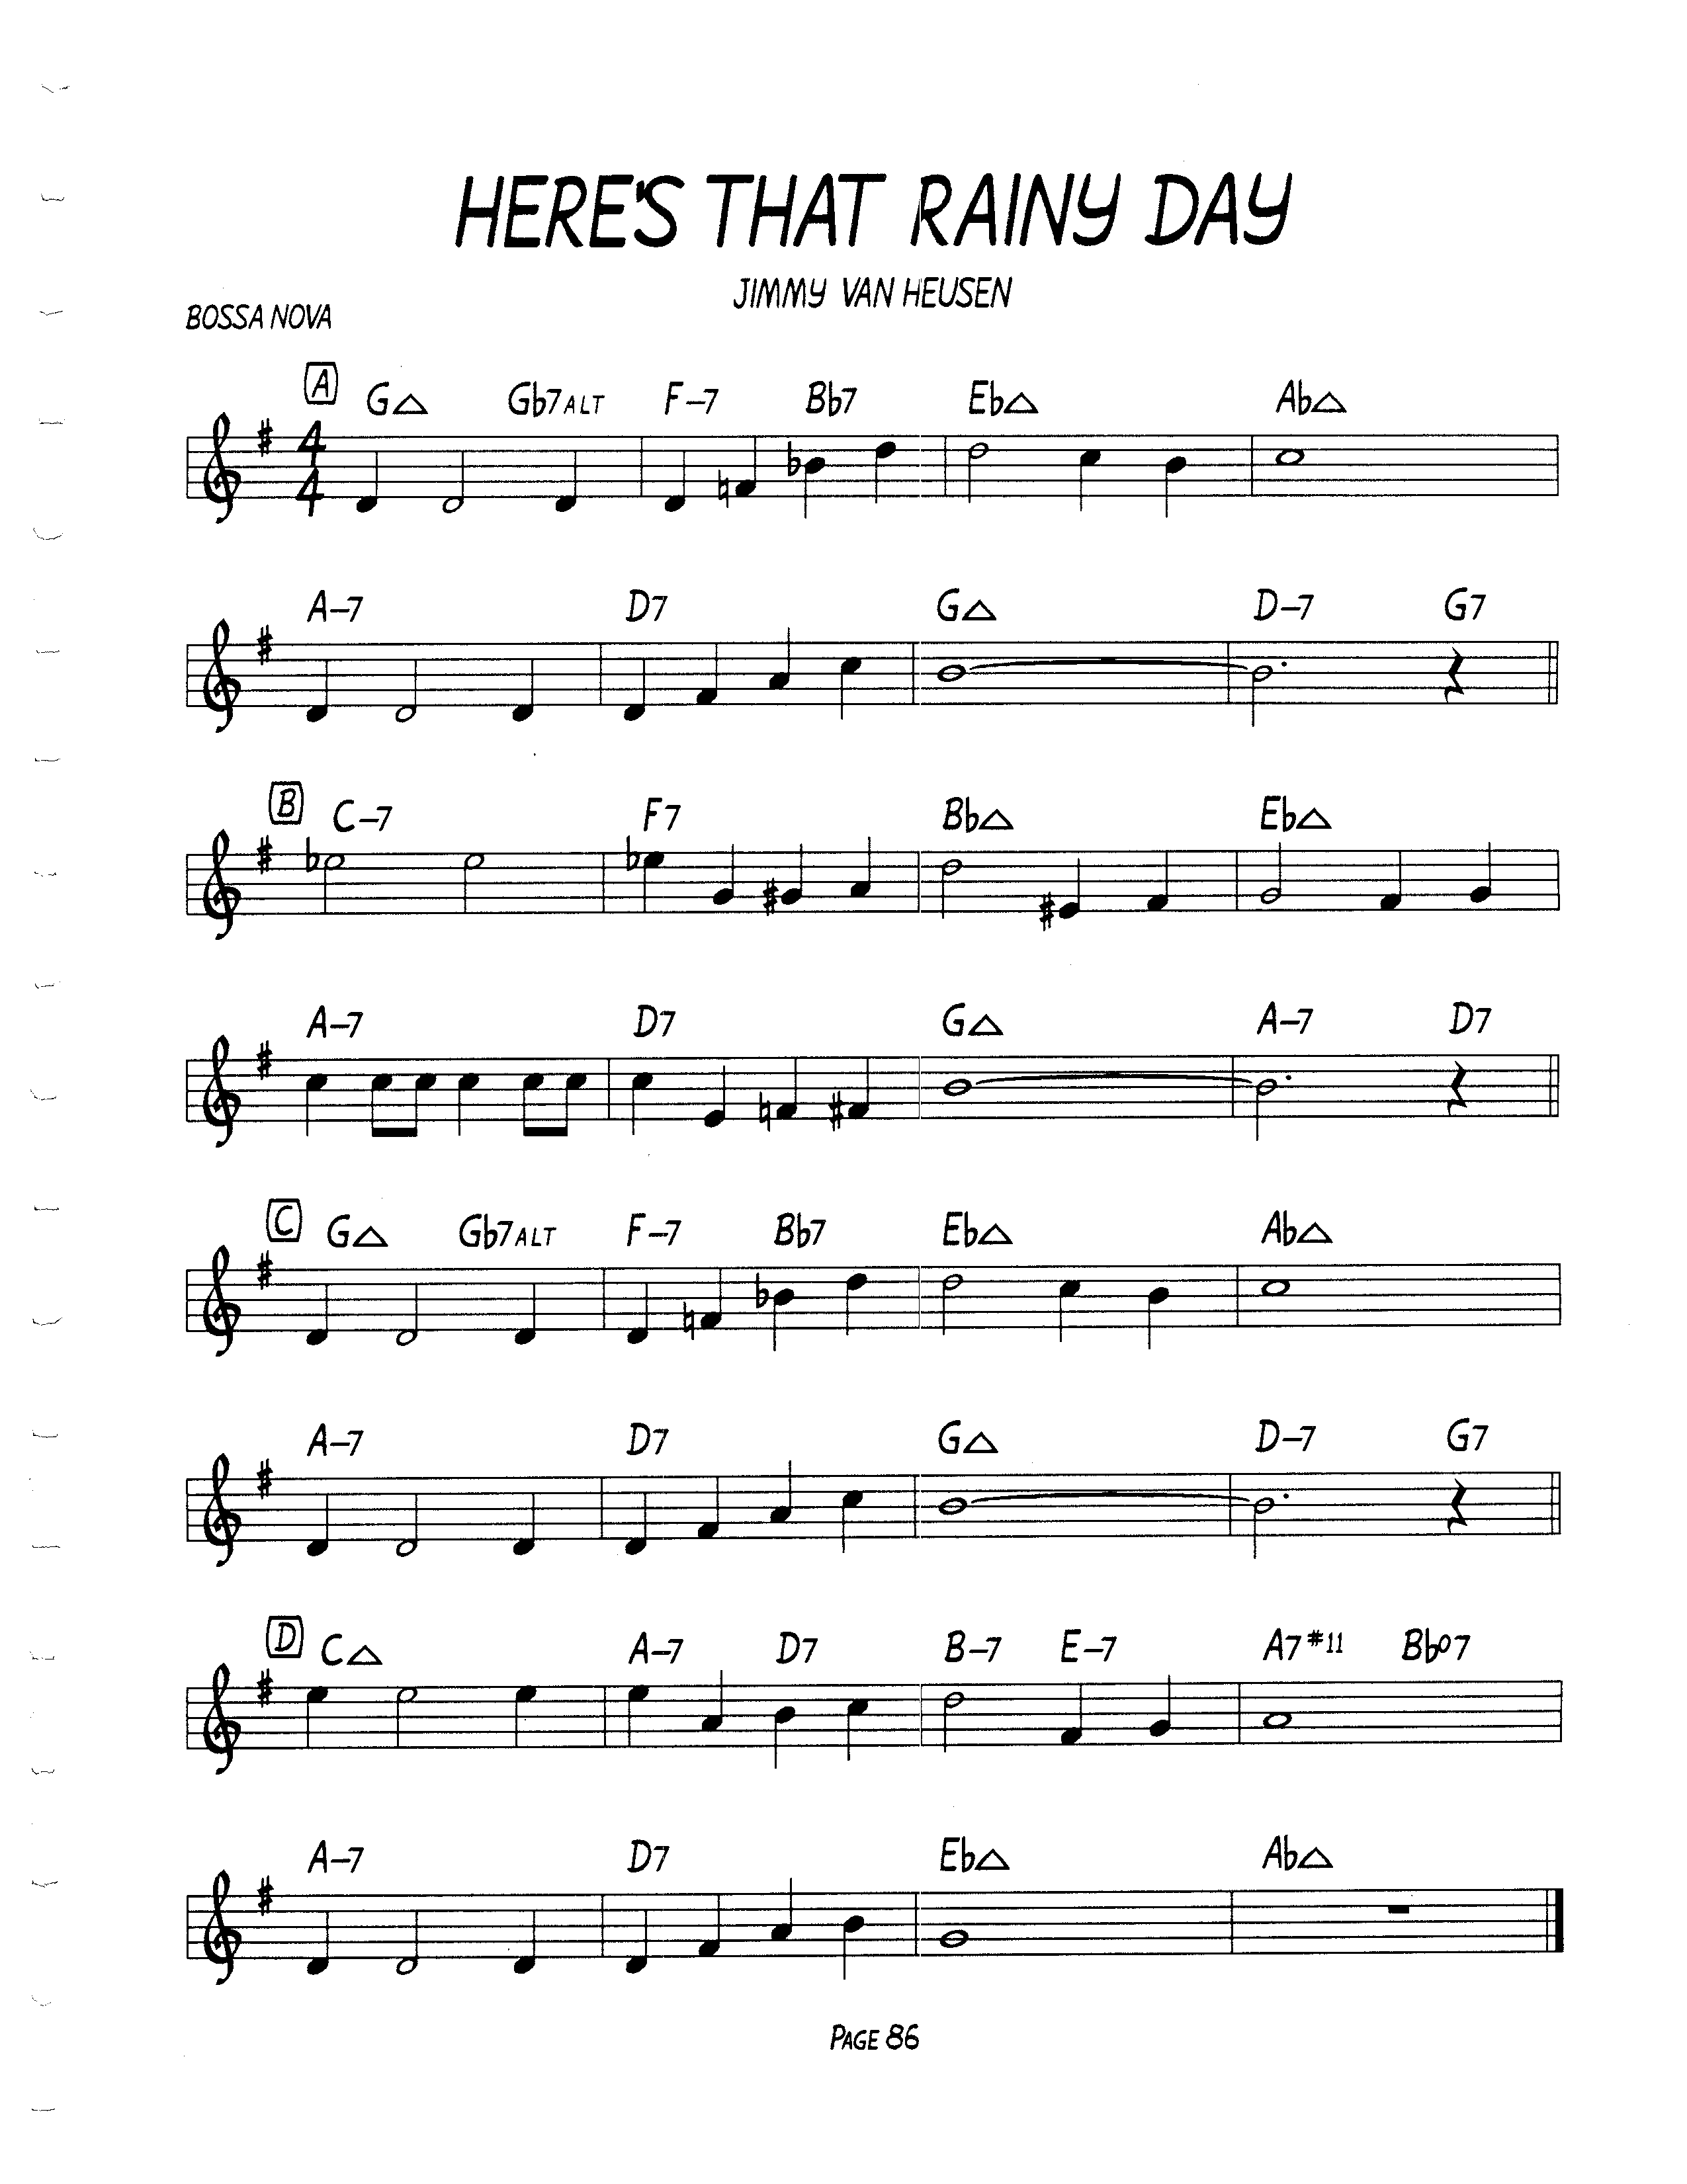 HERE'S THAT RAINY DAY
JIMMY VAN HEUSEN
BOSSA NOVA
A G△ Gb7ALT F-7 Bb7 Eb△ Ab△
4
4
A-7 D7 G△ D-7 G7
B C-7 F7 Bb△ Eb△
A-7 D7 G△ A-7 D7
C G△ Gb7ALT F-7 Bb7 Eb△ Ab△
A-7 D7 G△ D-7 G7
D C△ A-7 D7 B-7 E-7 A7#11 Bbo7
A-7 D7 Eb△ Ab△
PAGE 86